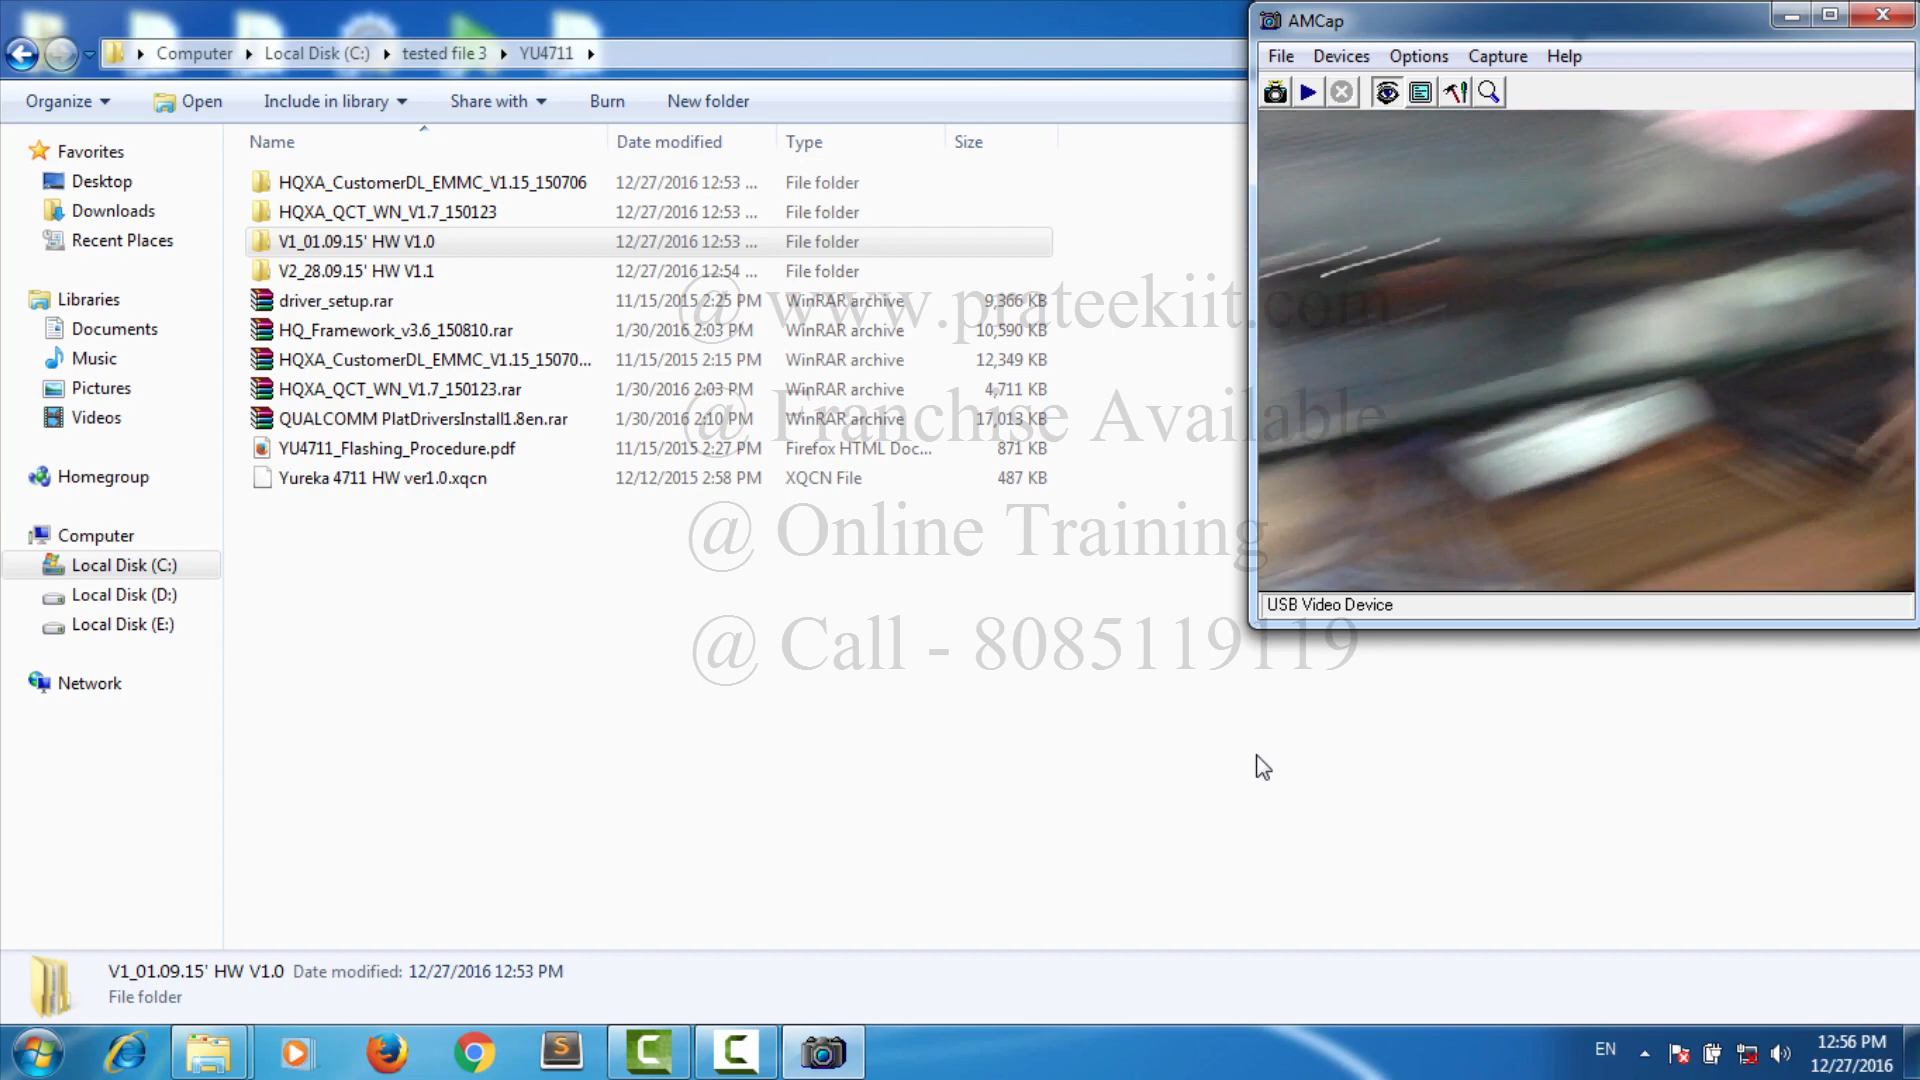 Computer Local Disk (C:) tested file 3 YU4711
Organize Open Include in library Share with Burn New folder
Name Date modified Type Size
Favorites
Desktop
Downloads
Recent Places
Libraries
Documents
Music
Pictures
Videos
Homegroup
Computer
Local Disk (C:)
Local Disk (D:)
Local Disk (E:)
Network
HQXA_CustomerDL_EMMC_V1.15_150706 12/27/2016 12:53 ... File folder
HQXA_QCT_WN_V1.7_150123 12/27/2016 12:53 ... File folder
V1_01.09.15' HW V1.0 12/27/2016 12:53 ... File folder
V2_28.09.15' HW V1.1 12/27/2016 12:54 ... File folder
driver_setup.rar 11/15/2015 2:25 PM WinRAR archive 9,366 KB
HQ_Framework_v3.6_150810.rar 1/30/2016 2:03 PM WinRAR archive 10,590 KB
HQXA_CustomerDL_EMMC_V1.15_15070... 11/15/2015 2:15 PM WinRAR archive 12,349 KB
HQXA_QCT_WN_V1.7_150123.rar 1/30/2016 2:03 PM WinRAR archive 4,711 KB
QUALCOMM PlatDriversInstall1.8en.rar 1/30/2016 2:10 PM WinRAR archive 17,013 KB
YU4711_Flashing_Procedure.pdf 11/15/2015 2:27 PM Firefox HTML Doc... 871 KB
Yureka 4711 HW ver1.0.xqcn 12/12/2015 2:58 PM XQCN File 487 KB
@ www.prateekiit.com
@ Franchise Available
@ Online Training
@ Call - 8085119119
AMCap
File Devices Options Capture Help
USB Video Device
V1_01.09.15' HW V1.0 Date modified: 12/27/2016 12:53 PM
File folder
EN
12:56 PM
12/27/2016